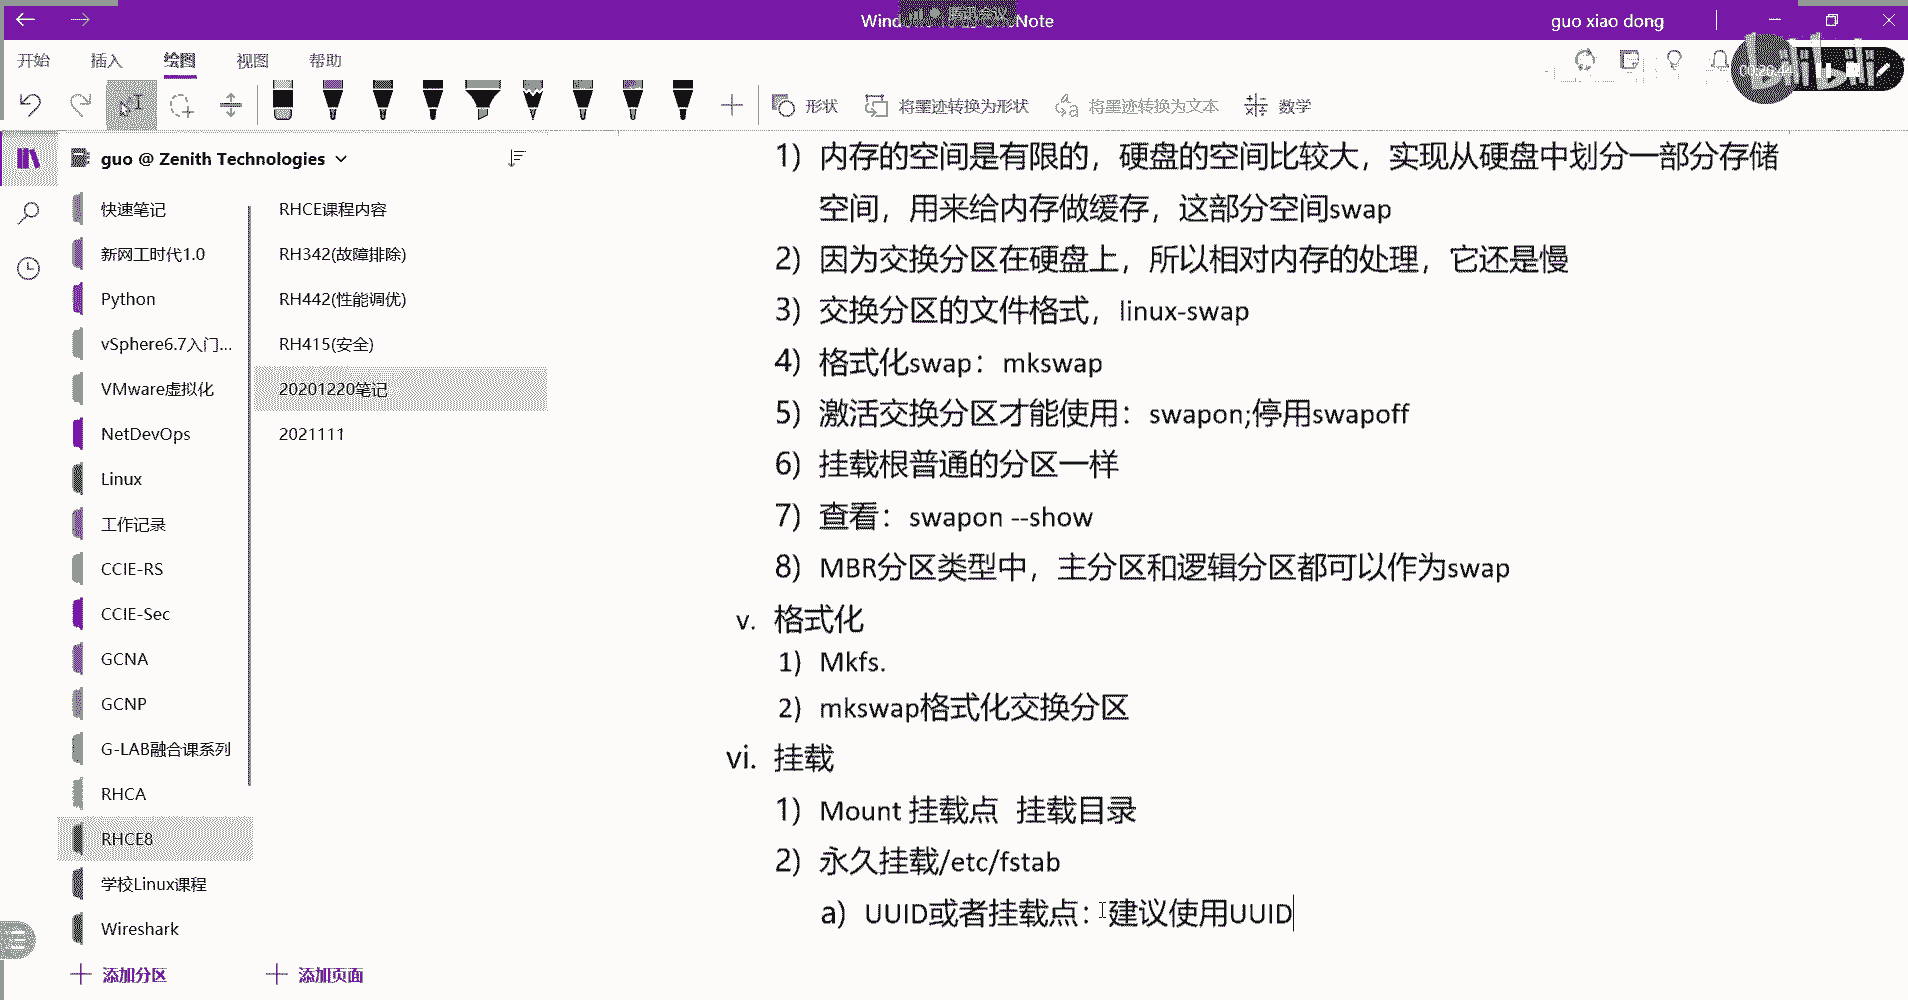 guo xiao dong
开始 插入 绘图 视图 帮助
形状 将墨迹转换为形状 将墨迹转换为文本 数学
guo @ Zenith Technologies
快速笔记
新网工时代1.0
Python
vSphere6.7入门...
VMware虚拟化
NetDevOps
Linux
工作记录
CCIE-RS
CCIE-Sec
GCNA
GCNP
G-LAB融合课系列
RHCA
RHCE8
学校Linux课程
Wireshark
添加分区
RHCE课程内容
RH342(故障排除)
RH442(性能调优)
RH415(安全)
20201220笔记
2021111
添加页面
1) 内存的空间是有限的，硬盘的空间比较大，实现从硬盘中划分一部分存储
空间，用来给内存做缓存，这部分空间swap
2) 因为交换分区在硬盘上，所以相对内存的处理，它还是慢
3) 交换分区的文件格式，linux-swap
4) 格式化swap：mkswap
5) 激活交换分区才能使用：swapon;停用swapoff
6) 挂载根普通的分区一样
7) 查看：swapon --show
8) MBR分区类型中，主分区和逻辑分区都可以作为swap
v. 格式化
1) Mkfs.
2) mkswap格式化交换分区
vi. 挂载
1) Mount 挂载点 挂载目录
2) 永久挂载/etc/fstab
a) UUID或者挂载点：建议使用UUID
bilibili